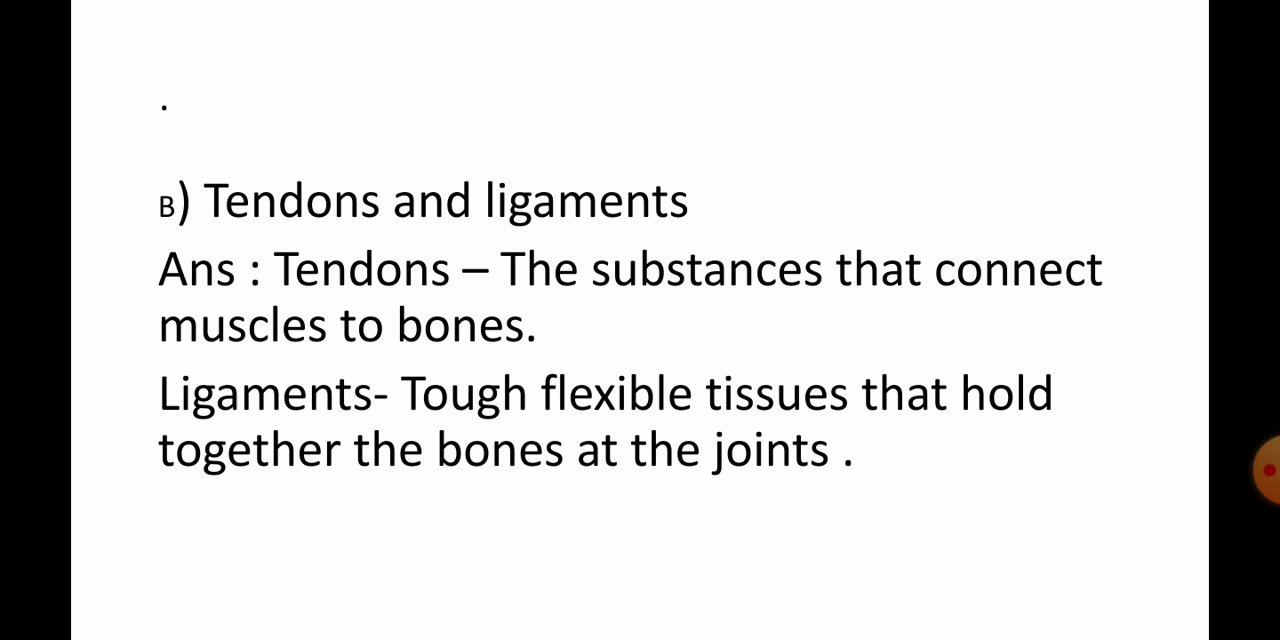 .
B) Tendons and ligaments
Ans : Tendons – The substances that connect
muscles to bones.
Ligaments- Tough flexible tissues that hold
together the bones at the joints .